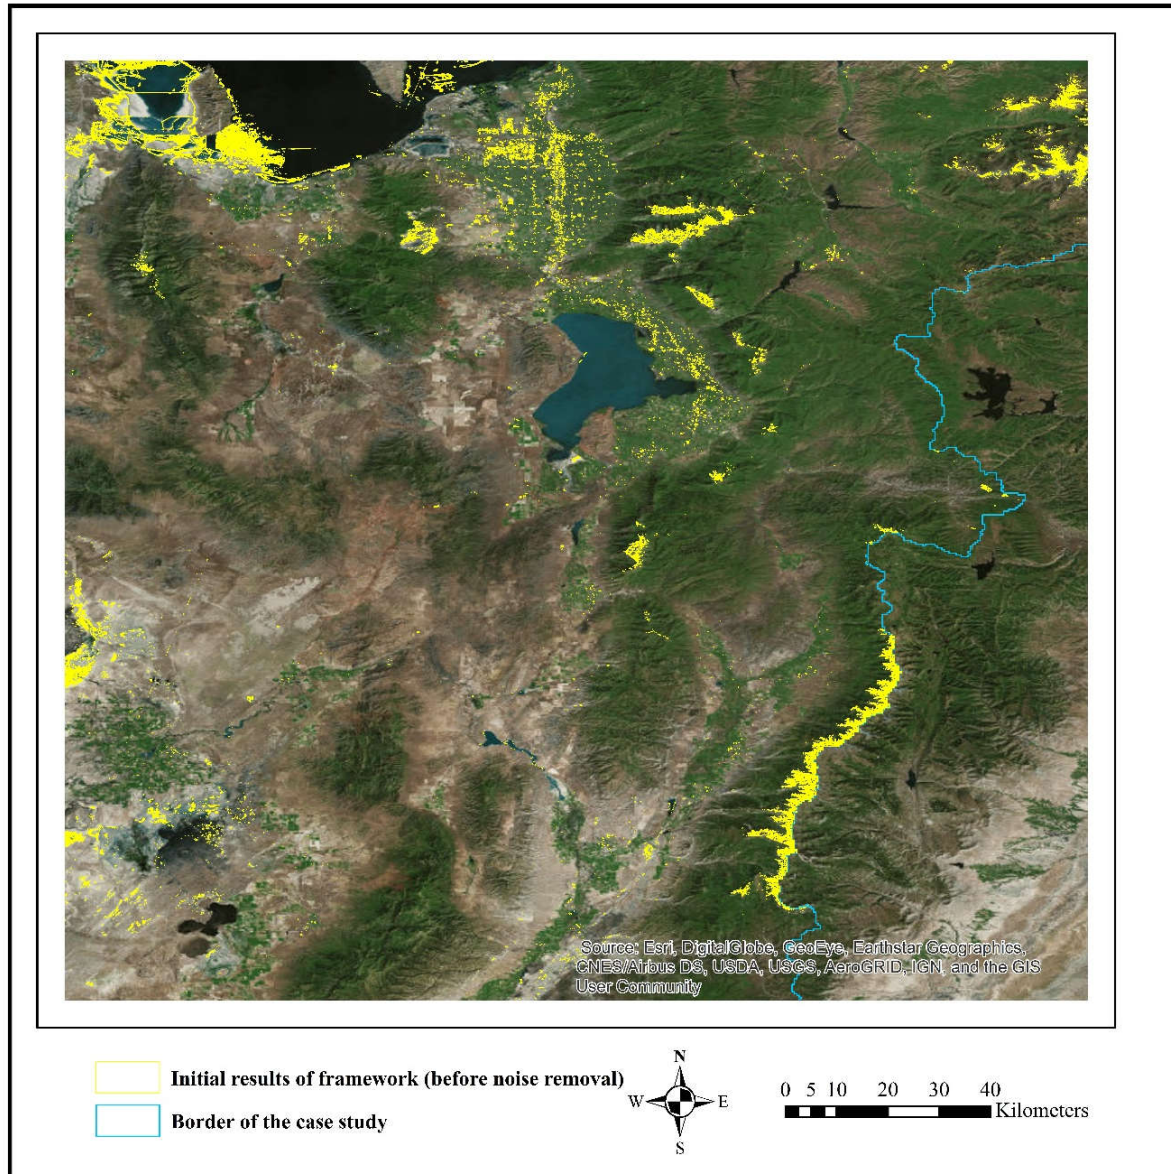 Source: Esri, DigitalGlobe, GeoEye, Earthstar Geographics,
CNES/Airbus DS, USDA, USGS, AeroGRID, IGN, and the GIS
User Community
Initial results of framework (before noise removal)
Border of the case study
N
W
E
S
0 5 10 20 30 40
Kilometers